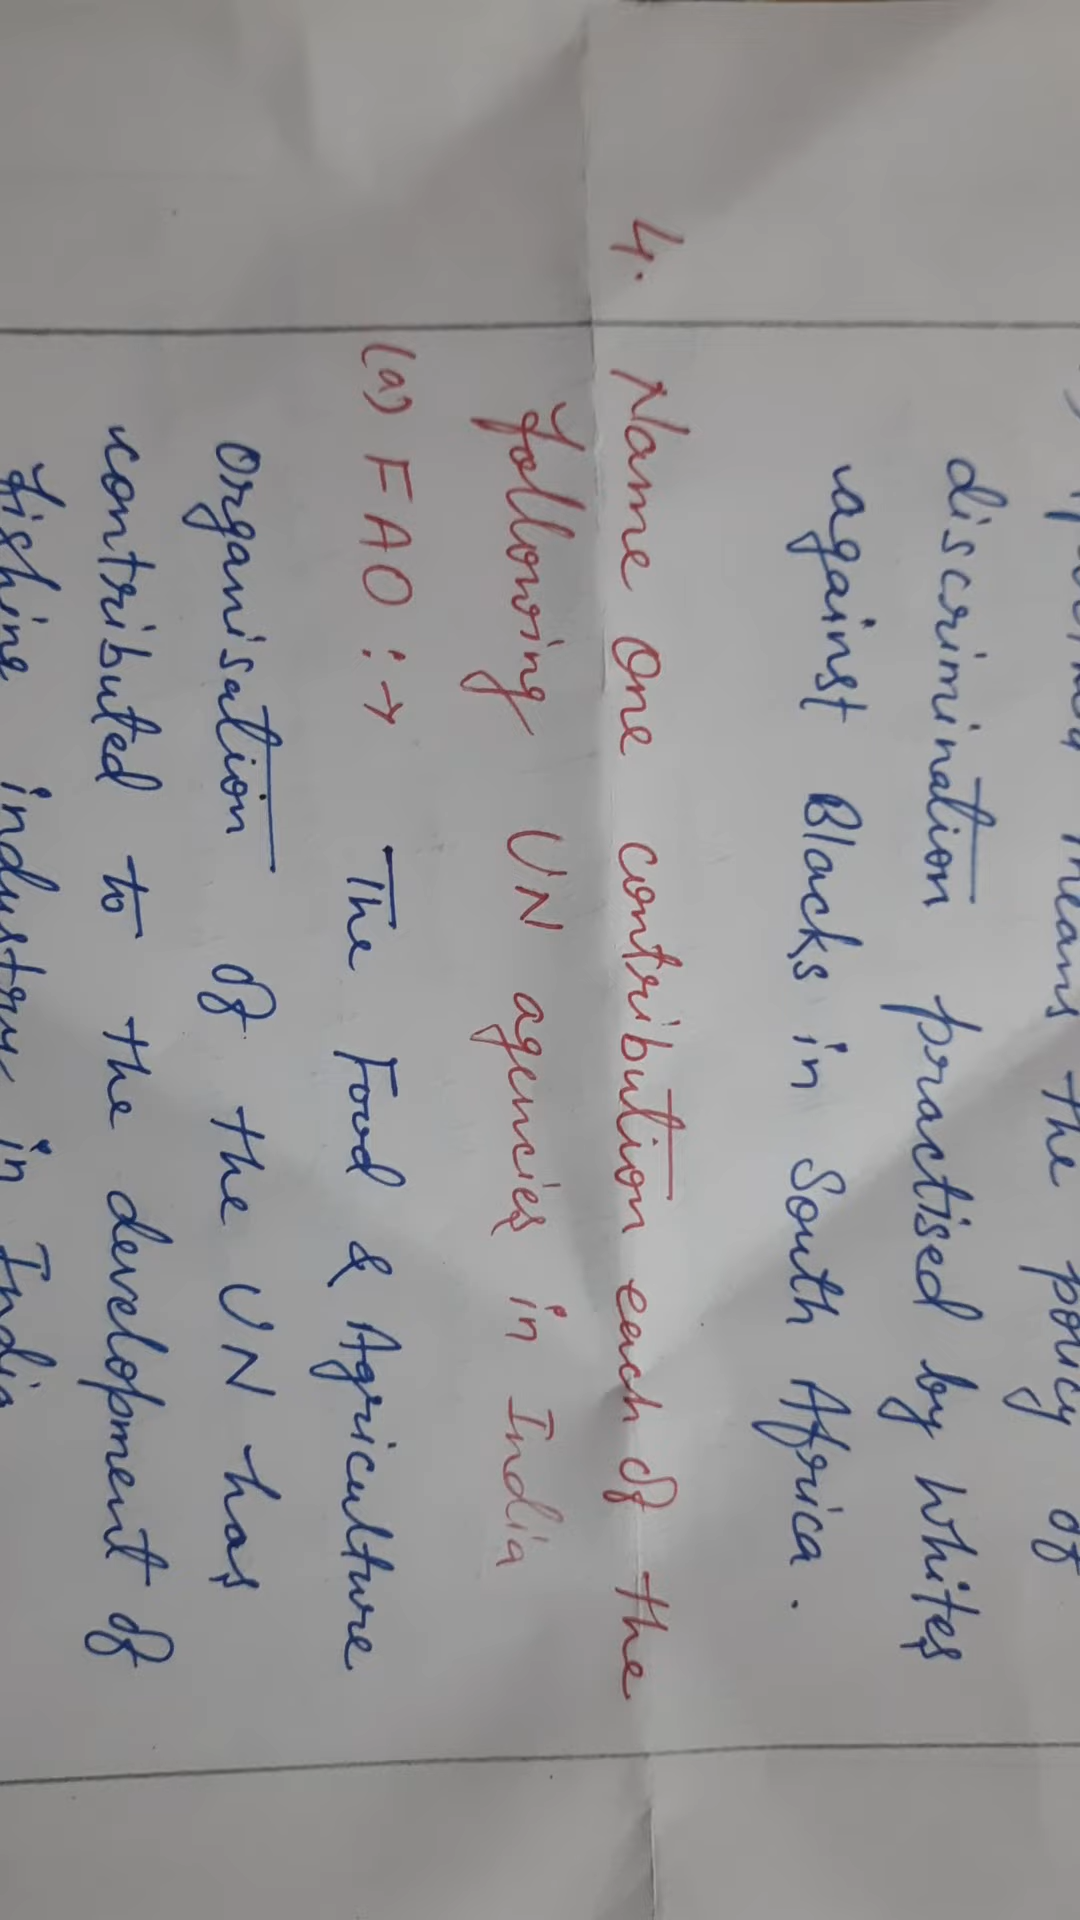 means the policy of
discrimination practised by whites
against Blacks in South Africa.
4. Name One contribution each of the
following UN agencies in India
(a) FAO :→ The Food & Agriculture
Organisation of the UN has
contributed to the development of
fishing industry in India